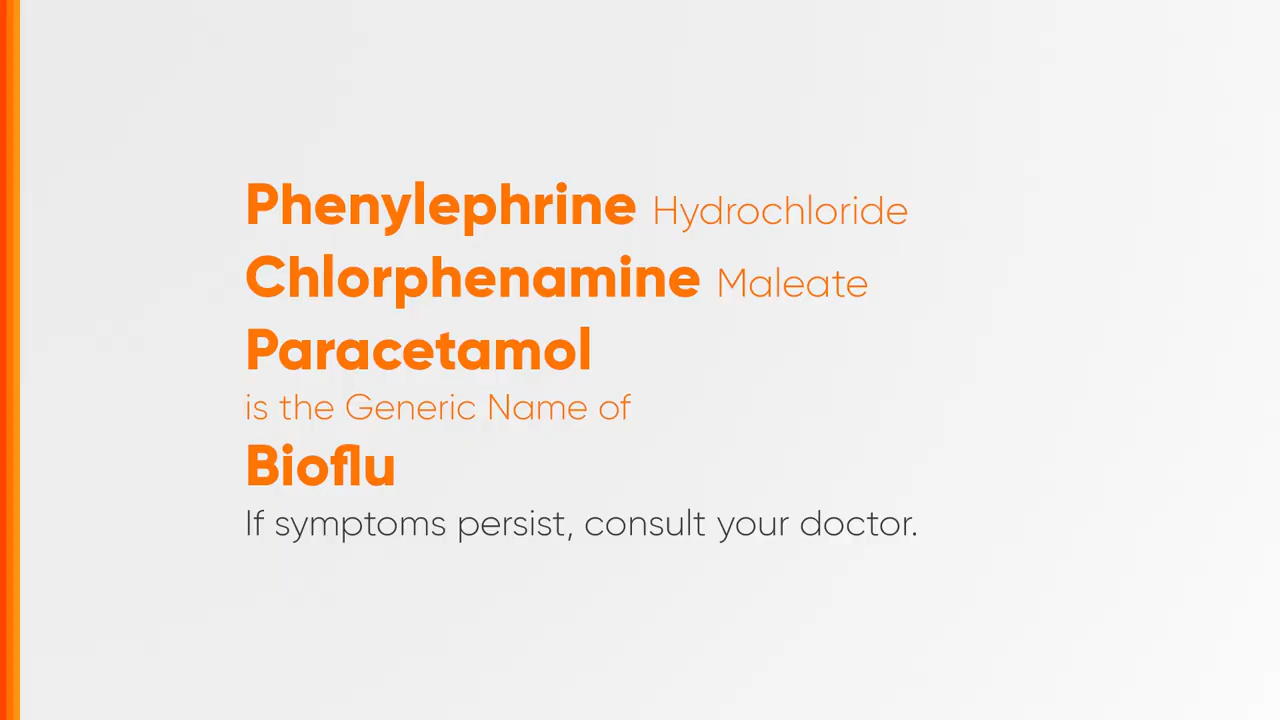 Phenylephrine Hydrochloride
Chlorphenamine Maleate
Paracetamol
is the Generic Name of
Bioflu
If symptoms persist, consult your doctor.